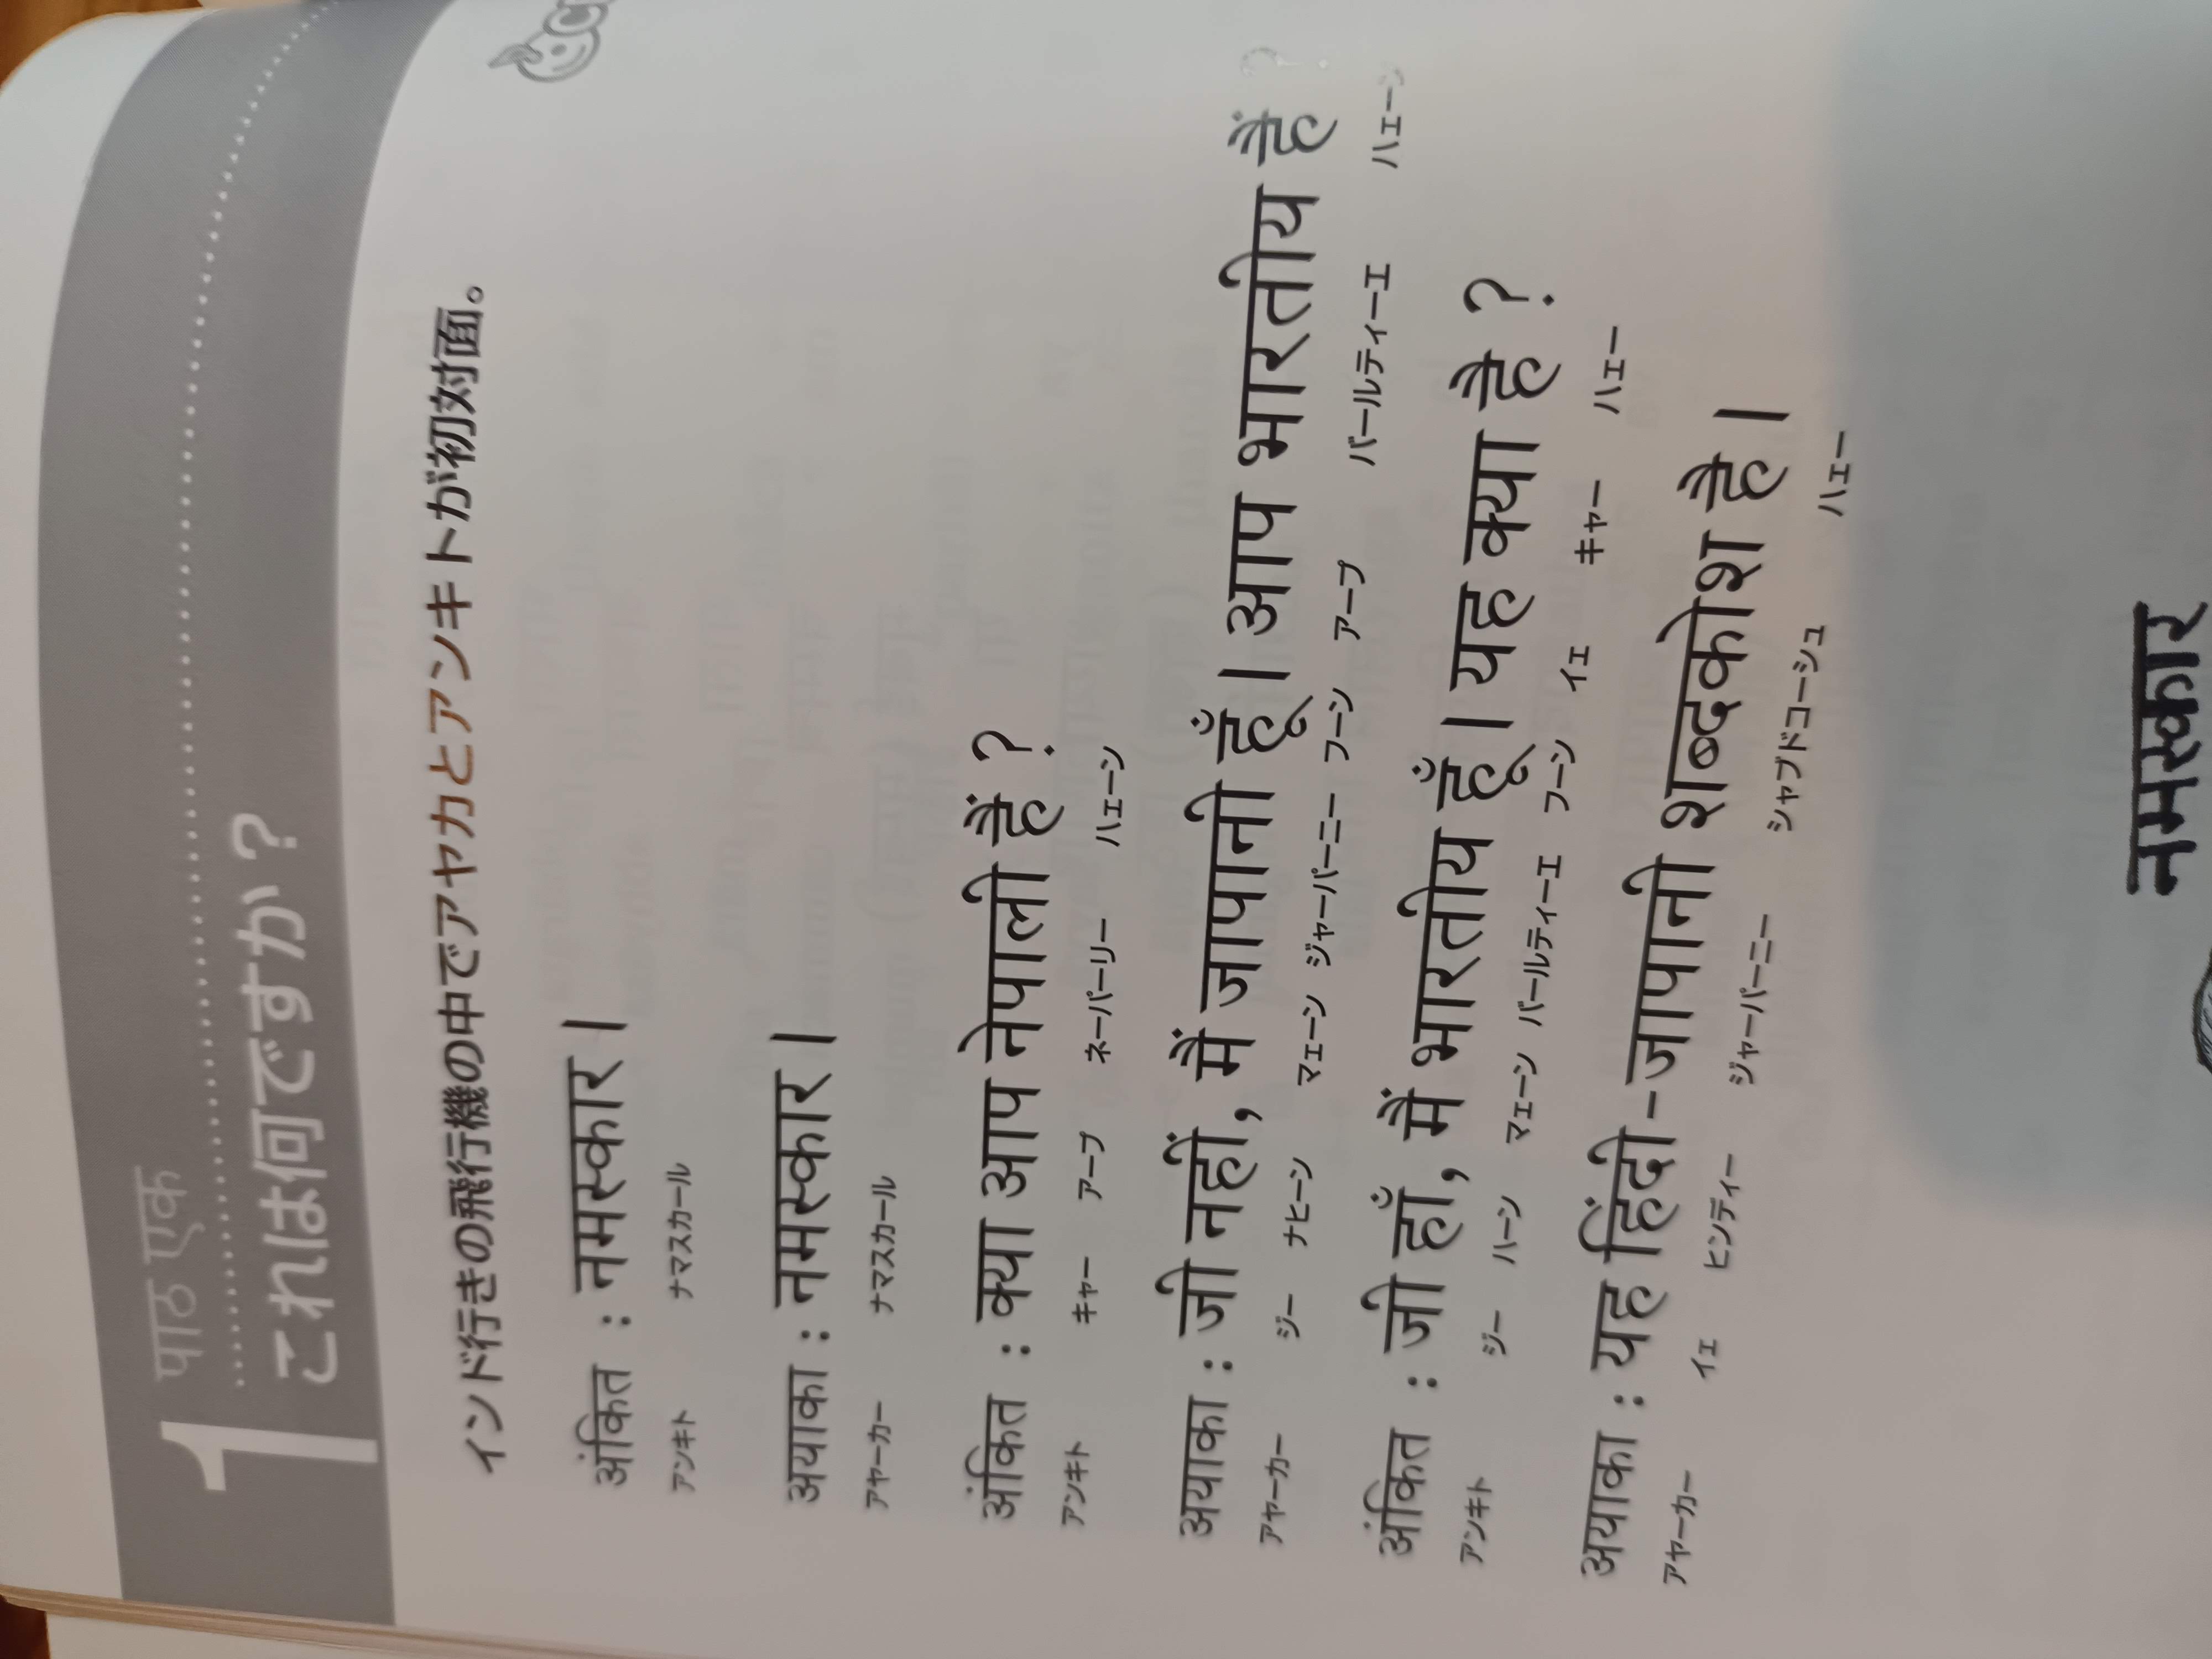 पाठ एक
1 これは何ですか？
インド行きの飛行機の中でアヤカとアンキトが初対面。
अंकित : नमस्कार।
アンキト ナマスカール
अयाका : नमस्कार।
アヤーカー ナマスカール
अंकित : क्या आप नेपाली हैं ?
アンキト キャー アープ ネーパーリー ハェーン
अयाका : जी नहीं, मैं जापानी हूँ। आप भारतीय हैं ?
アヤーカー ジー ナヒーン マェーン ジャーパーニー フーン アープ バールティーエ ハェーン
अंकित : जी हाँ, मैं भारतीय हूँ। यह क्या है ?
アンキト ジー ハーン マェーン バールティーエ フーン イェ キャー ハェー
अयाका : यह हिंदी-जापानी शब्दकोश है।
アヤーカー イェ ヒンディー ジャーパーニー シャブドコーシュ ハェー
नमस्कार